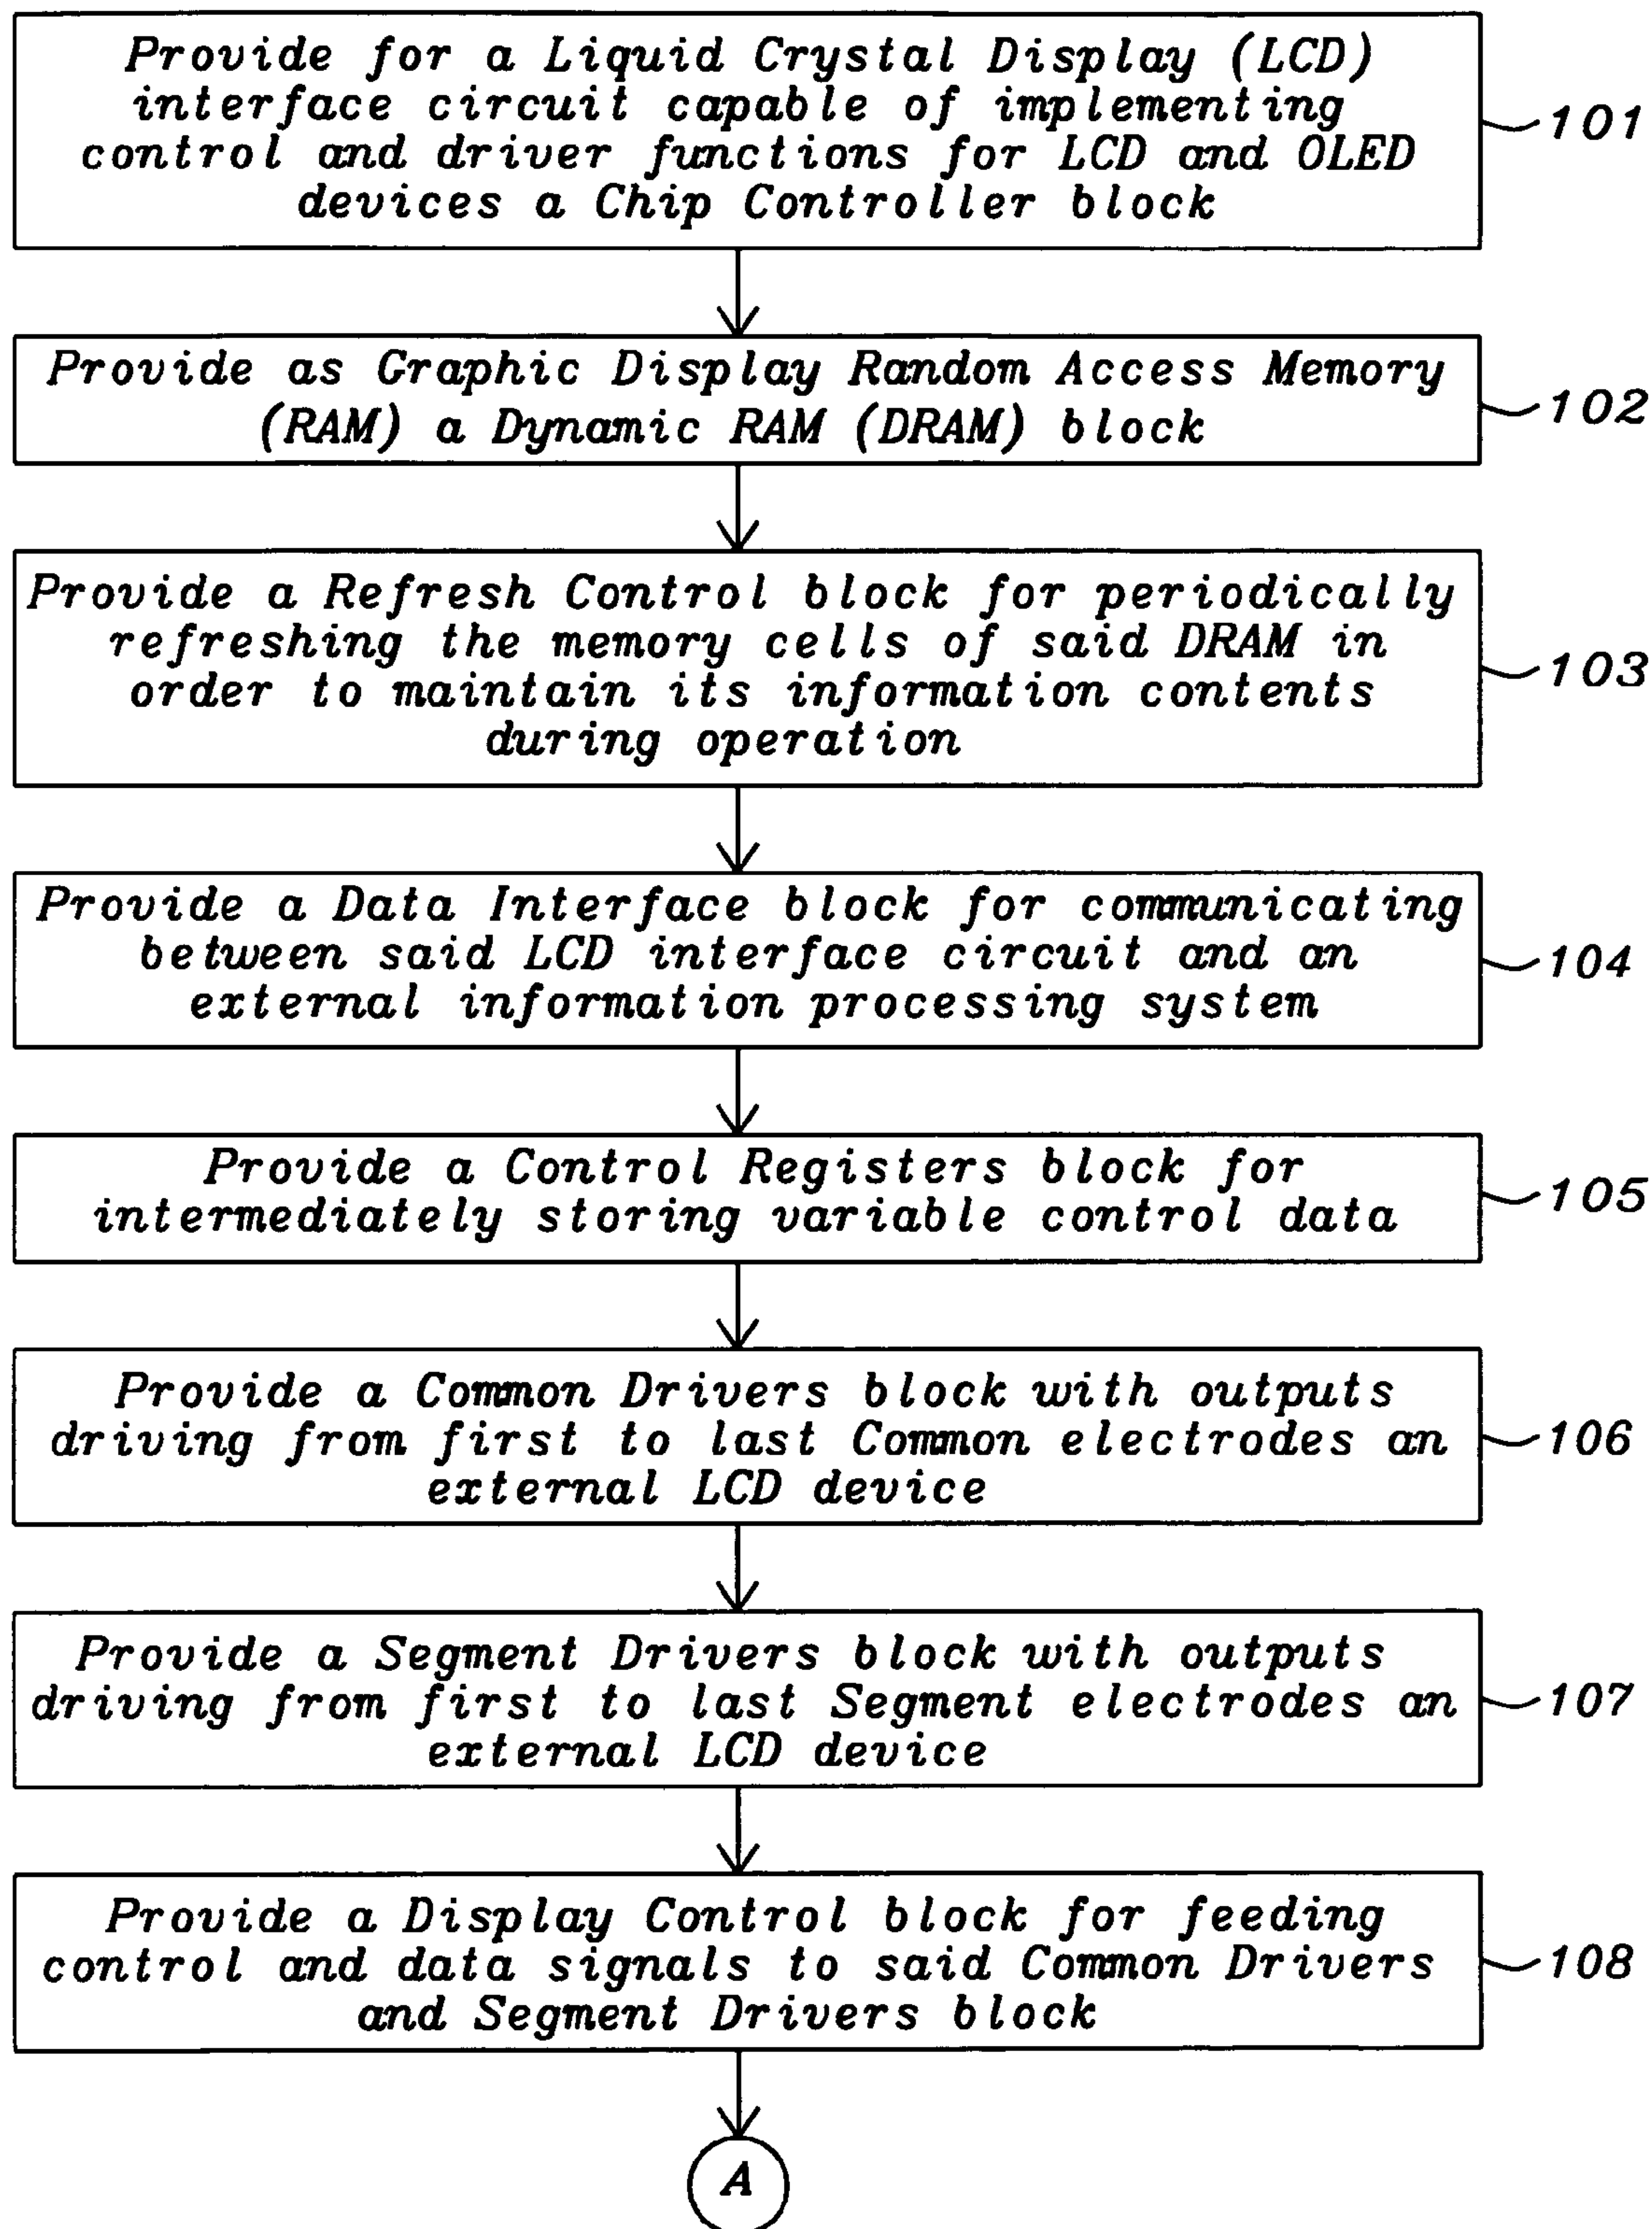 Provide for a Liquid Crystal Display (LCD)
interface circuit capable of implementing
control and driver functions for LCD and OLED
devices a Chip Controller block
101
Provide as Graphic Display Random Access Memory
(RAM) a Dynamic RAM (DRAM) block
102
Provide a Refresh Control block for periodically
refreshing the memory cells of said DRAM in
order to maintain its information contents
during operation
103
Provide a Data Interface block for communicating
between said LCD interface circuit and an
external information processing system
104
Provide a Control Registers block for
intermediately storing variable control data
105
Provide a Common Drivers block with outputs
driving from first to last Common electrodes an
external LCD device
106
Provide a Segment Drivers block with outputs
driving from first to last Segment electrodes an
external LCD device
107
Provide a Display Control block for feeding
control and data signals to said Common Drivers
and Segment Drivers block
108
A